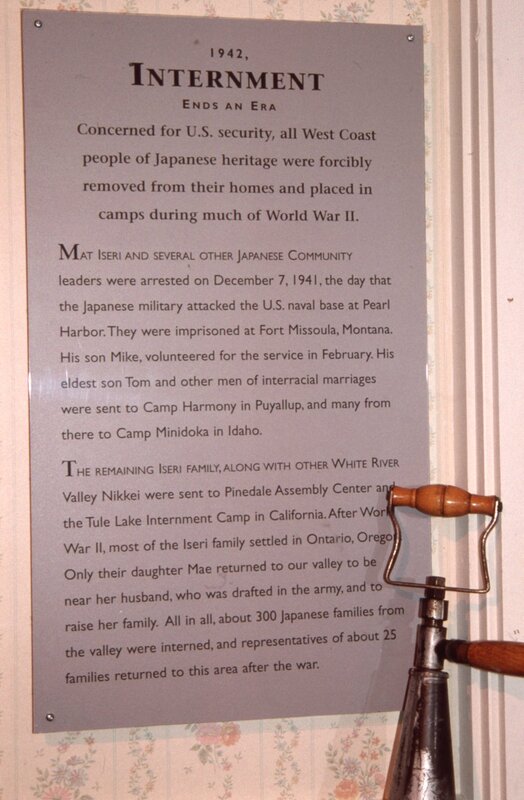 1942,
INTERNMENT
ENDS AN ERA
Concerned for U.S. security, all West Coast
people of Japanese heritage were forcibly
removed from their homes and placed in
camps during much of World War II.
MAT ISERI AND SEVERAL OTHER JAPANESE COMMUNITY
leaders were arrested on December 7, 1941, the day that
the Japanese military attacked the U.S. naval base at Pearl
Harbor. They were imprisoned at Fort Missoula, Montana.
His son Mike, volunteered for the service in February. His
eldest son Tom and other men of interracial marriages
were sent to Camp Harmony in Puyallup, and many from
there to Camp Minidoka in Idaho.
THE REMAINING ISERI FAMILY, ALONG WITH OTHER WHITE RIVER
Valley Nikkei were sent to Pinedale Assembly Center and
the Tule Lake Internment Camp in California. After World
War II, most of the Iseri family settled in Ontario, Oregon
Only their daughter Mae returned to our valley to be
near her husband, who was drafted in the army, and to
raise her family. All in all, about 300 Japanese families from
the valley were interned, and representatives of about 25
families returned to this area after the war.